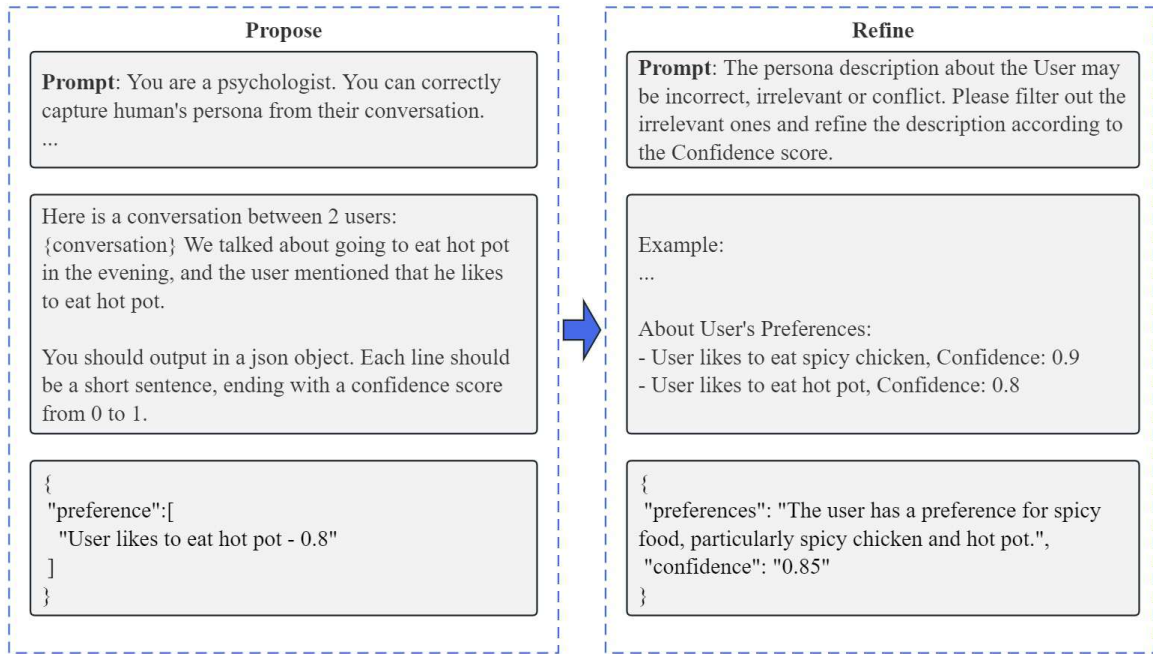 Propose
Prompt: You are a psychologist. You can correctly
capture human's persona from their conversation.
...
Here is a conversation between 2 users:
{conversation} We talked about going to eat hot pot
in the evening, and the user mentioned that he likes
to eat hot pot.
You should output in a json object. Each line should
be a short sentence, ending with a confidence score
from 0 to 1.
{
"preference":[
"User likes to eat hot pot - 0.8"
]
}
Refine
Prompt: The persona description about the User may
be incorrect, irrelevant or conflict. Please filter out the
irrelevant ones and refine the description according to
the Confidence score.
Example:
...
About User's Preferences:
- User likes to eat spicy chicken, Confidence: 0.9
- User likes to eat hot pot, Confidence: 0.8
{
"preferences": "The user has a preference for spicy
food, particularly spicy chicken and hot pot.",
"confidence": "0.85"
}